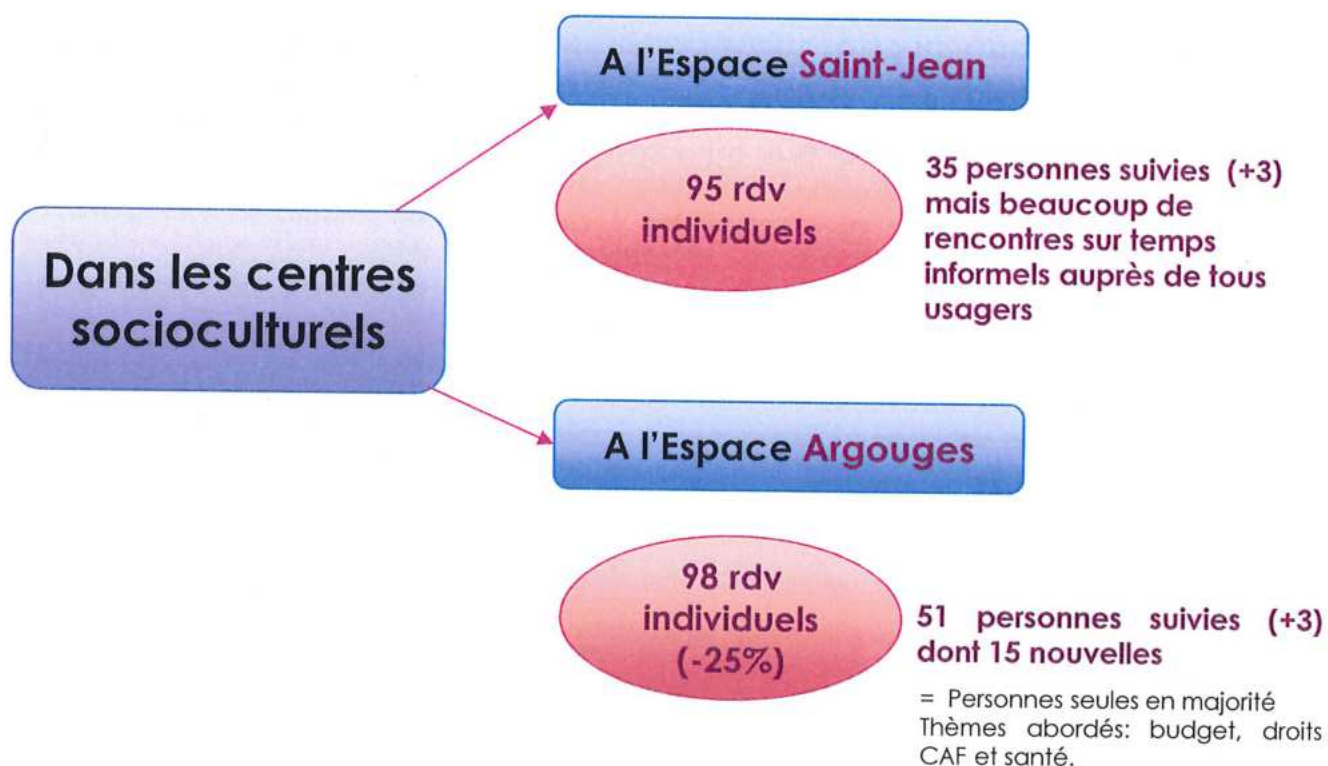 A l'Espace Saint-Jean
95 rdv
individuels
35 personnes suivies (+3)
mais beaucoup de
rencontres sur temps
informels auprès de tous
usagers
Dans les centres
socioculturels
A l'Espace Argouges
98 rdv
individuels
(-25%)
51 personnes suivies (+3)
dont 15 nouvelles
= Personnes seules en majorité
Thèmes abordés: budget, droits
CAF et santé.